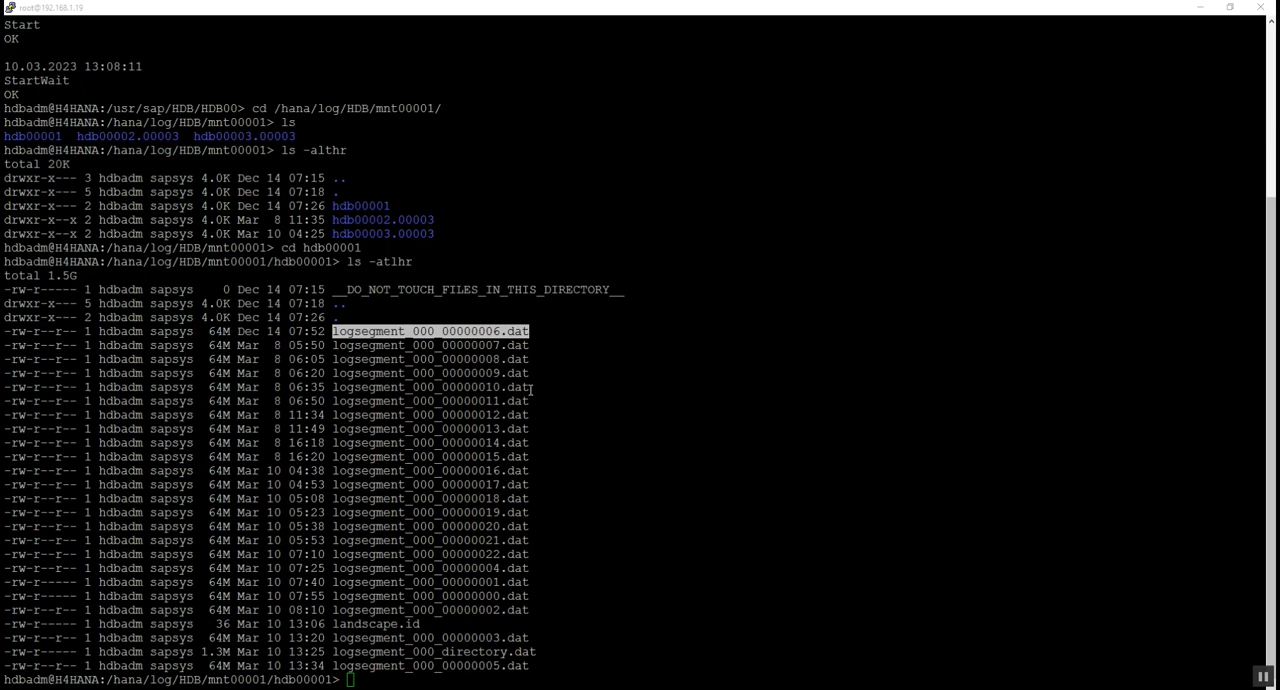 root@192.168.1.19
Start
OK
10.03.2023 13:08:11
StartWait
OK
hdbadm@H4HANA:/usr/sap/HDB/HDB00> cd /hana/log/HDB/mnt00001/
hdbadm@H4HANA:/hana/log/HDB/mnt00001> ls
hdb00001  hdb00002.00003  hdb00003.00003
hdbadm@H4HANA:/hana/log/HDB/mnt00001> ls -althr
total 20K
drwxr-x--- 3 hdbadm sapsys 4.0K Dec 14 07:15 ..
drwxr-x--- 5 hdbadm sapsys 4.0K Dec 14 07:18 .
drwxr-x--- 2 hdbadm sapsys 4.0K Dec 14 07:26 hdb00001
drwxr-x--x 2 hdbadm sapsys 4.0K Mar  8 11:35 hdb00002.00003
drwxr-x--x 2 hdbadm sapsys 4.0K Mar 10 04:25 hdb00003.00003
hdbadm@H4HANA:/hana/log/HDB/mnt00001> cd hdb00001
hdbadm@H4HANA:/hana/log/HDB/mnt00001/hdb00001> ls -atlhr
total 1.5G
-rw-r----- 1 hdbadm sapsys    0 Dec 14 07:15 __DO_NOT_TOUCH_FILES_IN_THIS_DIRECTORY__
drwxr-x--- 5 hdbadm sapsys 4.0K Dec 14 07:18 ..
drwxr-x--- 2 hdbadm sapsys 4.0K Dec 14 07:26 .
-rw-r--r-- 1 hdbadm sapsys  64M Dec 14 07:52 logsegment_000_00000006.dat
-rw-r--r-- 1 hdbadm sapsys  64M Mar  8 05:50 logsegment_000_00000007.dat
-rw-r--r-- 1 hdbadm sapsys  64M Mar  8 06:05 logsegment_000_00000008.dat
-rw-r--r-- 1 hdbadm sapsys  64M Mar  8 06:20 logsegment_000_00000009.dat
-rw-r--r-- 1 hdbadm sapsys  64M Mar  8 06:35 logsegment_000_00000010.dat
-rw-r--r-- 1 hdbadm sapsys  64M Mar  8 06:50 logsegment_000_00000011.dat
-rw-r--r-- 1 hdbadm sapsys  64M Mar  8 11:34 logsegment_000_00000012.dat
-rw-r--r-- 1 hdbadm sapsys  64M Mar  8 11:49 logsegment_000_00000013.dat
-rw-r--r-- 1 hdbadm sapsys  64M Mar  8 16:18 logsegment_000_00000014.dat
-rw-r--r-- 1 hdbadm sapsys  64M Mar  8 16:20 logsegment_000_00000015.dat
-rw-r--r-- 1 hdbadm sapsys  64M Mar 10 04:38 logsegment_000_00000016.dat
-rw-r--r-- 1 hdbadm sapsys  64M Mar 10 04:53 logsegment_000_00000017.dat
-rw-r--r-- 1 hdbadm sapsys  64M Mar 10 05:08 logsegment_000_00000018.dat
-rw-r--r-- 1 hdbadm sapsys  64M Mar 10 05:23 logsegment_000_00000019.dat
-rw-r--r-- 1 hdbadm sapsys  64M Mar 10 05:38 logsegment_000_00000020.dat
-rw-r--r-- 1 hdbadm sapsys  64M Mar 10 05:53 logsegment_000_00000021.dat
-rw-r--r-- 1 hdbadm sapsys  64M Mar 10 07:10 logsegment_000_00000022.dat
-rw-r--r-- 1 hdbadm sapsys  64M Mar 10 07:25 logsegment_000_00000004.dat
-rw-r----- 1 hdbadm sapsys  64M Mar 10 07:40 logsegment_000_00000001.dat
-rw-r----- 1 hdbadm sapsys  64M Mar 10 07:55 logsegment_000_00000000.dat
-rw-r--r-- 1 hdbadm sapsys  64M Mar 10 08:10 logsegment_000_00000002.dat
-rw-r----- 1 hdbadm sapsys   36 Mar 10 13:06 landscape.id
-rw-r--r-- 1 hdbadm sapsys  64M Mar 10 13:20 logsegment_000_00000003.dat
-rw-r----- 1 hdbadm sapsys 1.3M Mar 10 13:25 logsegment_000_directory.dat
-rw-r--r-- 1 hdbadm sapsys  64M Mar 10 13:34 logsegment_000_00000005.dat
hdbadm@H4HANA:/hana/log/HDB/mnt00001/hdb00001>